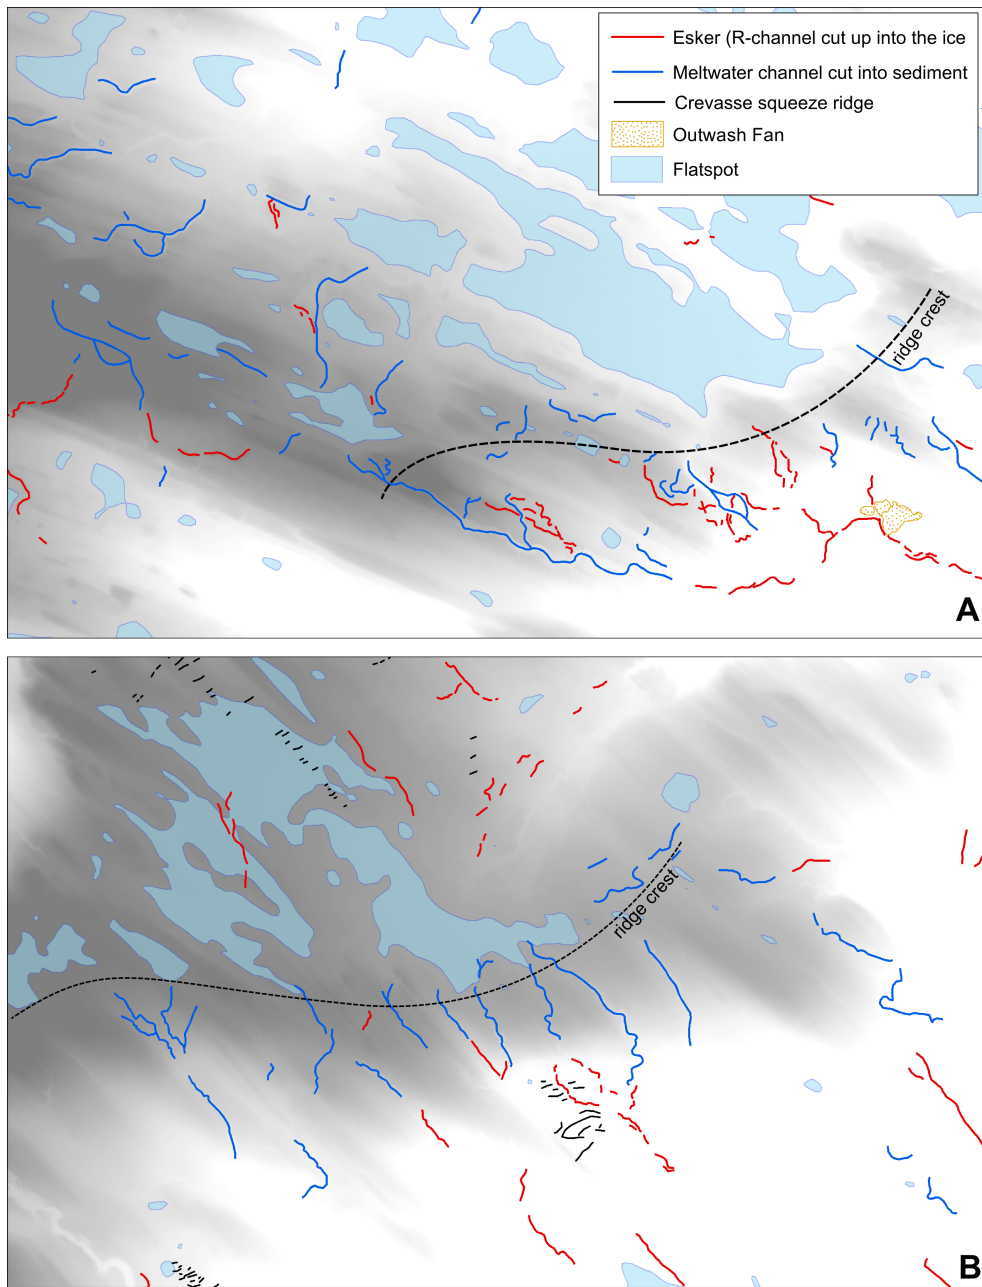 Esker (R-channel cut up into the ice
Meltwater channel cut into sediment
Crevasse squeeze ridge
Outwash Fan
Flatspot
ridge crest
A
ridge crest
B